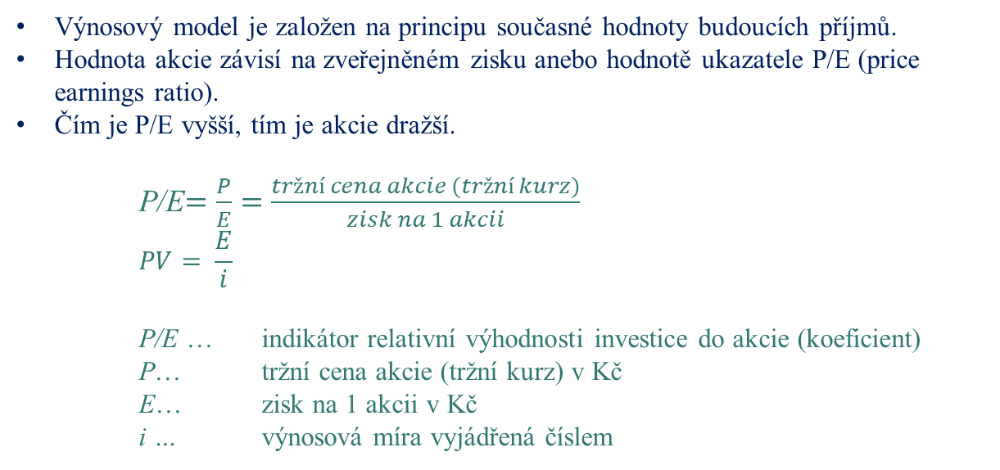 • Výnosový model je založen na principu současné hodnoty budoucích příjmů.
• Hodnota akcie závisí na zveřejněném zisku anebo hodnotě ukazatele P/E (price
earnings ratio).
• Čím je P/E vyšší, tím je akcie dražší.
P/E = P/E = tržní cena akcie (tržní kurz) / zisk na 1 akcii
PV = E/i
P/E … indikátor relativní výhodnosti investice do akcie (koeficient)
P… tržní cena akcie (tržní kurz) v Kč
E… zisk na 1 akcii v Kč
i ... výnosová míra vyjádřená číslem